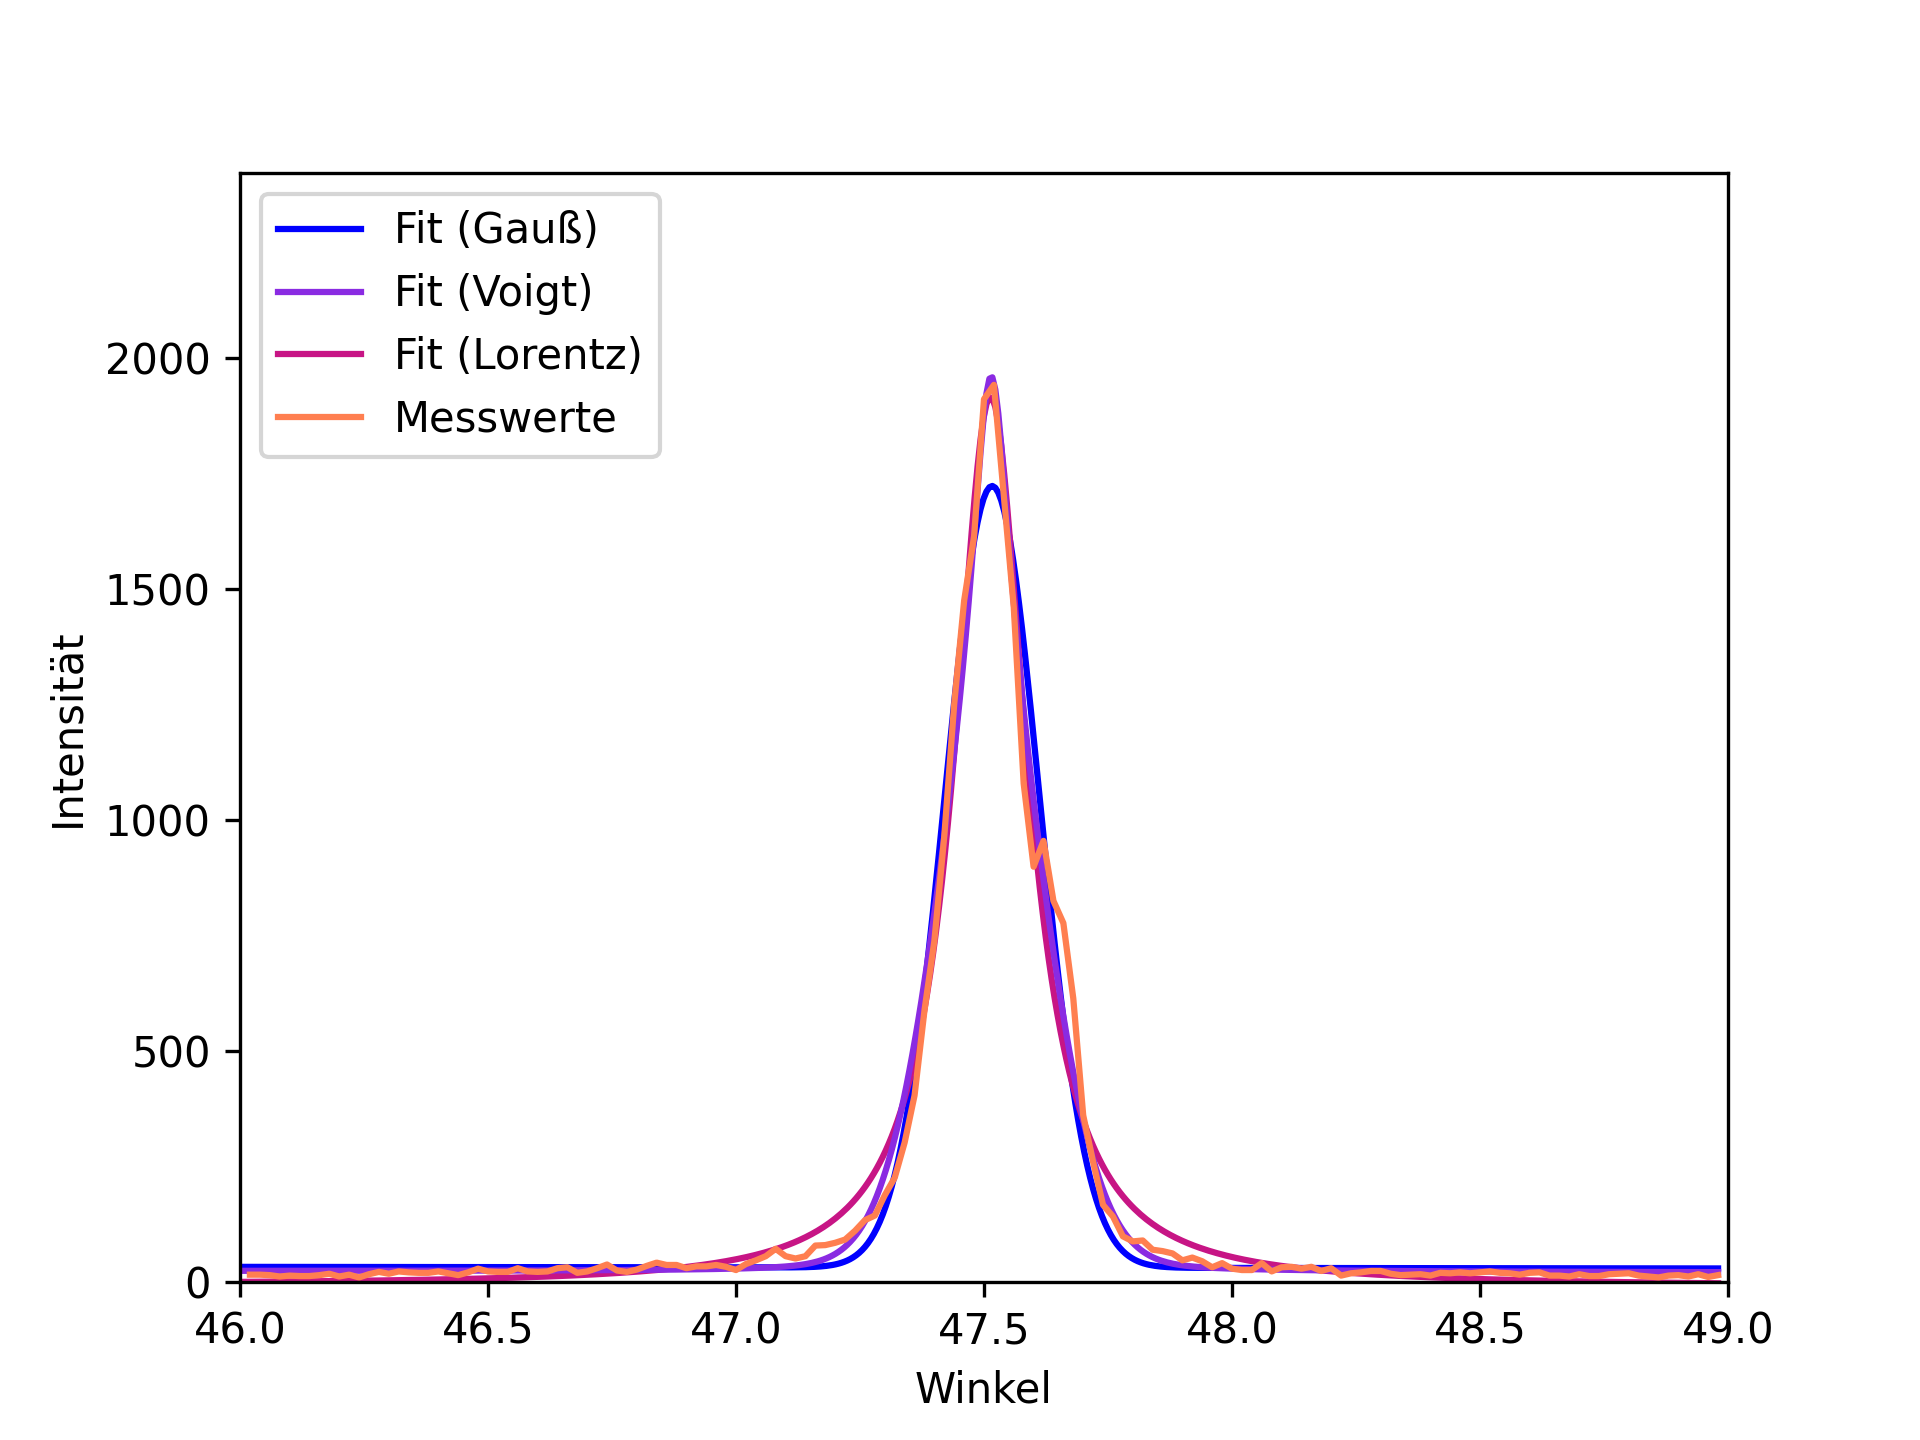 Fit (Gauß)
Fit (Voigt)
Fit (Lorentz)
Messwerte
2000
1500
1000
500
0
Intensität
46.0 46.5 47.0 47.5 48.0 48.5 49.0
Winkel